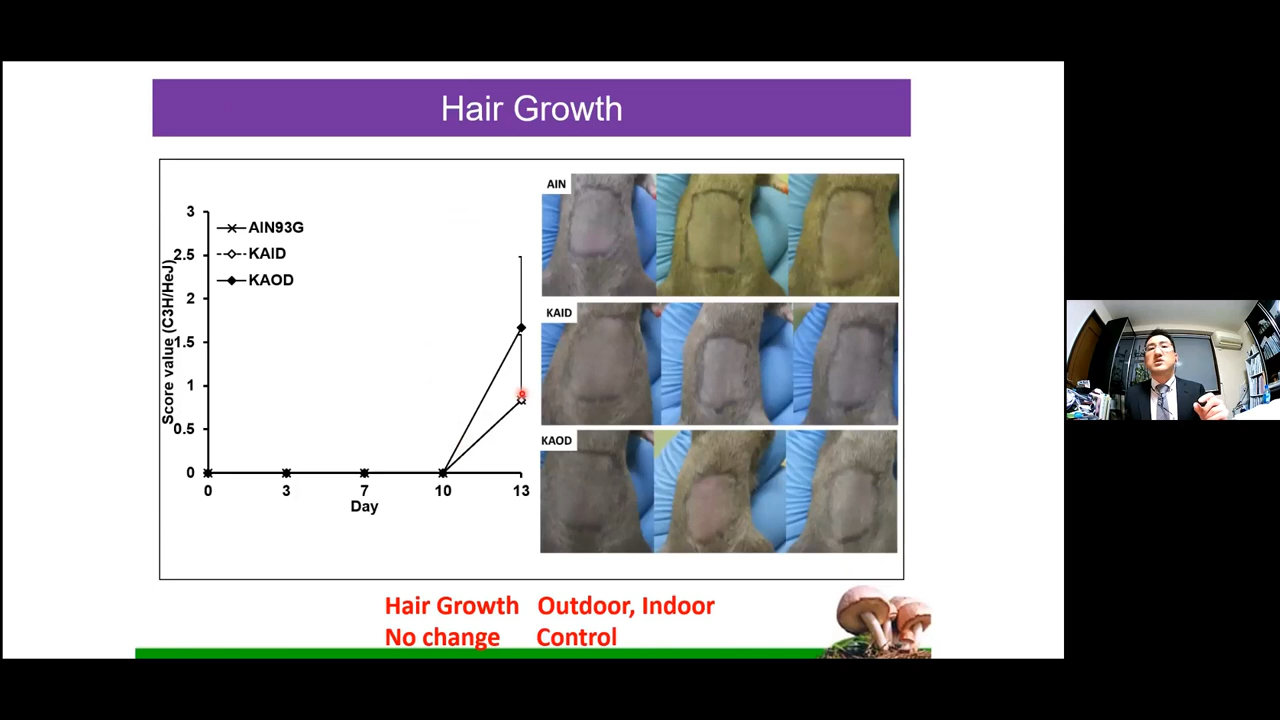 Hair Growth
3
2.5
2
1.5
1
0.5
0
Score value (C3H/HeJ)
AIN93G
KAID
KAOD
0 3 7 10 13
Day
AIN
KAID
KAOD
Hair Growth Outdoor, Indoor
No change Control